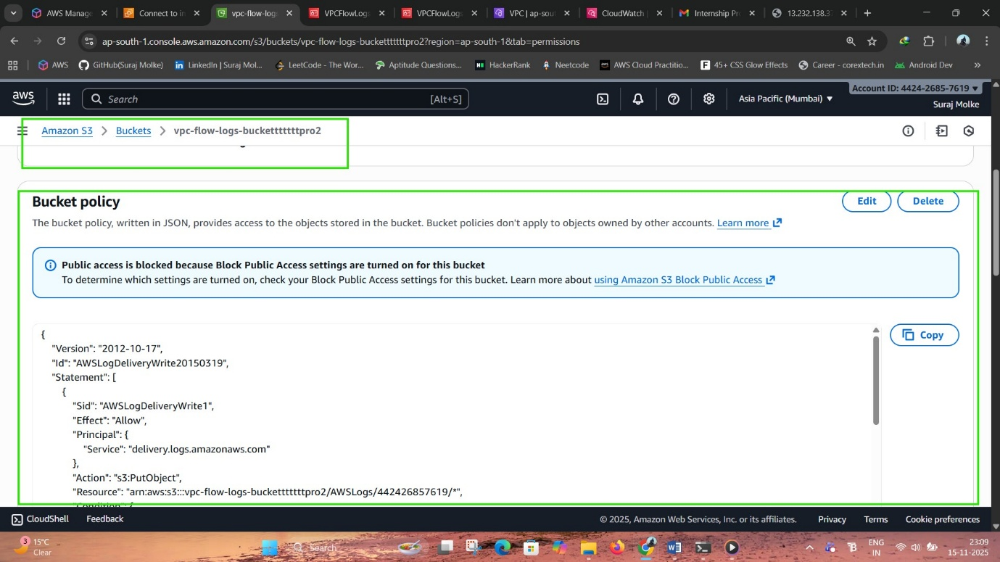 AWS Manage
Connect to in
vpc-flow-logs
VPCFlowLogs
VPCFlowLogs
VPC | ap-sou
CloudWatch |
Internship Pr
13.232.138.3
ap-south-1.console.aws.amazon.com/s3/buckets/vpc-flow-logs-bucketttttttpro2?region=ap-south-1&tab=permissions
AWS
GitHub(Suraj Molke)
LinkedIn | Suraj Mol...
LeetCode - The Wor...
Aptitude Questions...
HackerRank
Neetcode
AWS Cloud Practitio...
45+ CSS Glow Effects
Career - corextech.in
Android Dev
aws
Search
[Alt+S]
Asia Pacific (Mumbai)
Account ID: 4424-2685-7619
Suraj Molke
Amazon S3 > Buckets > vpc-flow-logs-bucketttttttpro2
Bucket policy
Edit
Delete
The bucket policy, written in JSON, provides access to the objects stored in the bucket. Bucket policies don't apply to objects owned by other accounts. Learn more
Public access is blocked because Block Public Access settings are turned on for this bucket
To determine which settings are turned on, check your Block Public Access settings for this bucket. Learn more about using Amazon S3 Block Public Access
Copy
{
"Version": "2012-10-17",
"Id": "AWSLogDeliveryWrite20150319",
"Statement": [
{
"Sid": "AWSLogDeliveryWrite1",
"Effect": "Allow",
"Principal": {
"Service": "delivery.logs.amazonaws.com"
},
"Action": "s3:PutObject",
"Resource": "arn:aws:s3:::vpc-flow-logs-bucketttttttpro2/AWSLogs/442426857619/*",
"Condition": {
CloudShell
Feedback
© 2025, Amazon Web Services, Inc. or its affiliates.
Privacy
Terms
Cookie preferences
3
15°C
Clear
Search
ENG
IN
23:09
15-11-2025